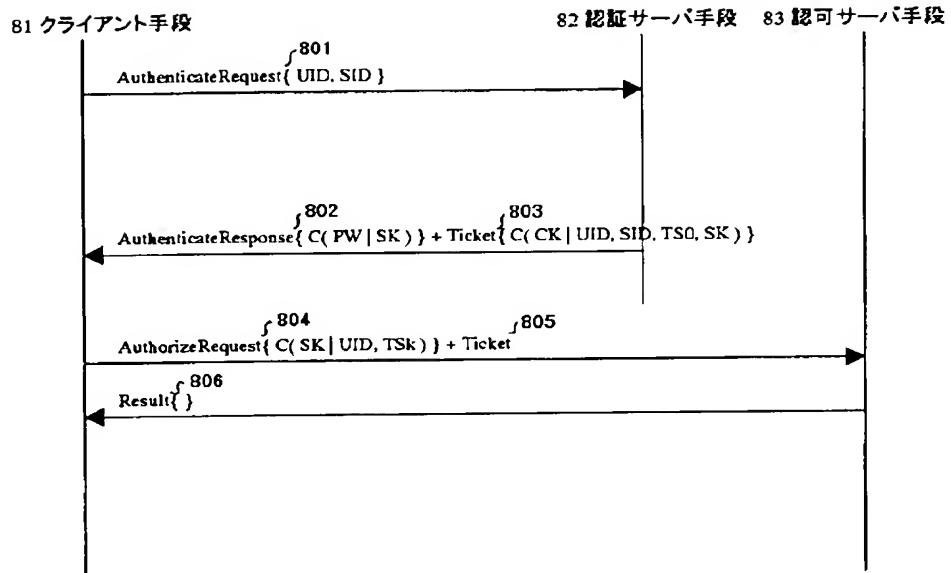 81 クライアント手段
82 認証サーバ手段
83 認可サーバ手段
801
AuthenticateRequest{ UID, SID }
802
803
AuthenticateResponse{ C( PW | SK ) } + Ticket{ C( CK | UID, SID, TS0, SK ) }
804
805
AuthorizeRequest{ C( SK | UID, TSk ) } + Ticket
806
Result{ }